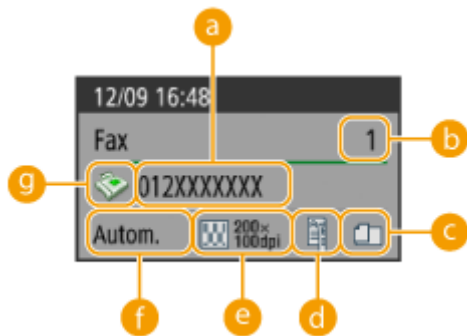 a
12/09 16:48
Fax 1
b
g
012XXXXXXX
Autom. 200×
100dpi
c
f
e
d